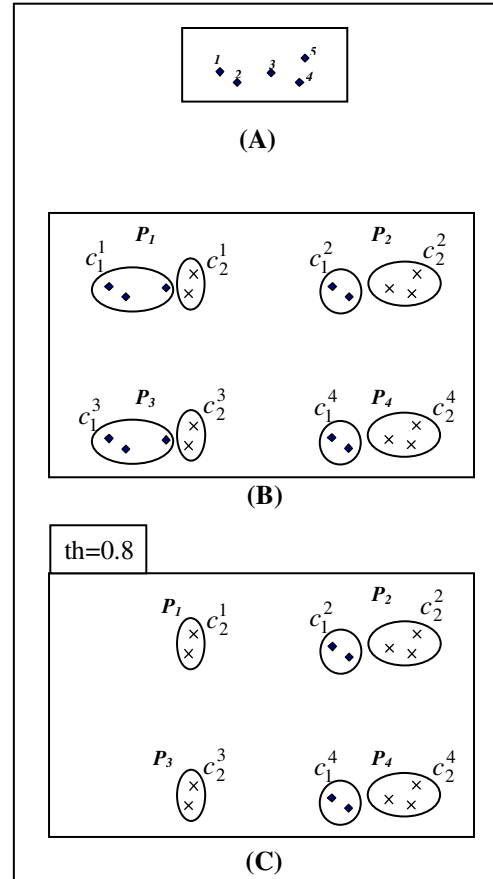 1 2 3 4 5
(A)
P₁ P₂
c₁¹ c₂¹ c₁² c₂²
P₃ P₄
c₁³ c₂³ c₁⁴ c₂⁴
(B)
th=0.8
P₁ P₂
c₂¹ c₁² c₂²
P₃ P₄
c₂³ c₁⁴ c₂⁴
(C)